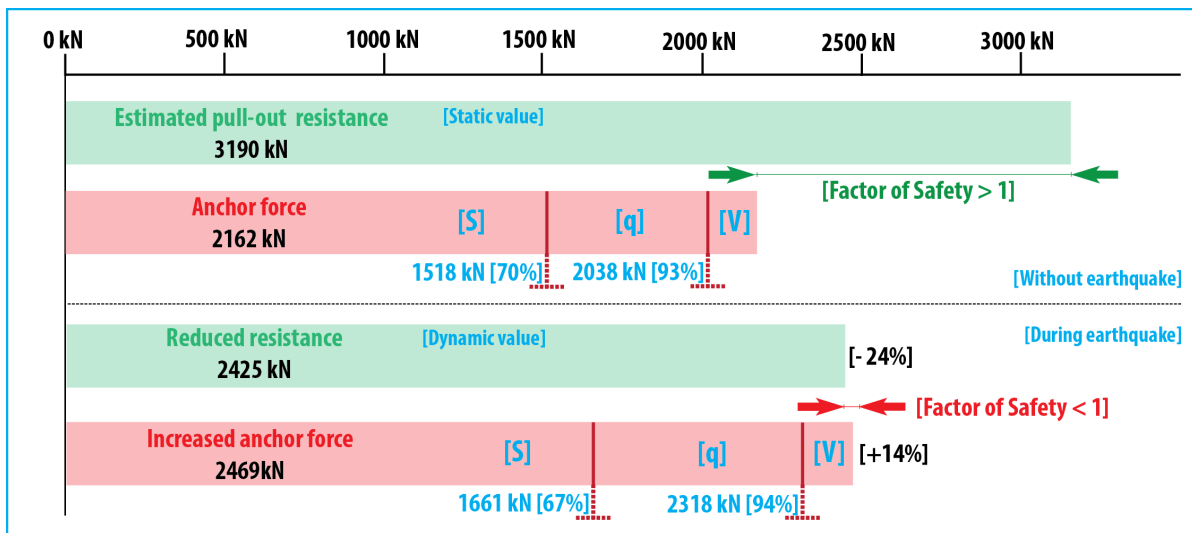 0 kN 500 kN 1000 kN 1500 kN 2000 kN 2500 kN 3000 kN
Estimated pull-out resistance [Static value]
3190 kN
[Factor of Safety > 1]
Anchor force
2162 kN
[S] [q] [V]
1518 kN [70%] 2038 kN [93%]
[Without earthquake]
[During earthquake]
Reduced resistance [Dynamic value]
2425 kN
[- 24%]
[Factor of Safety < 1]
Increased anchor force
2469kN
[S] [q] [V] [+14%]
1661 kN [67%] 2318 kN [94%]